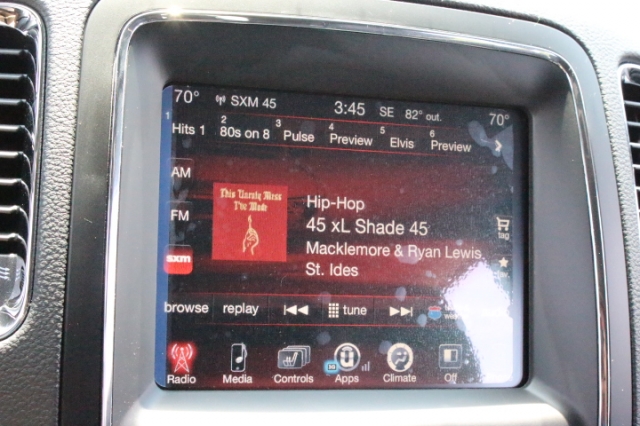 70° SXM 45 3:45 SE 82° out. 70°
1 Hits 1 2 80s on 8 3 Pulse 4 Preview 5 Elvis 6 Preview
AM
FM
sxm
This Unruly Mess
I've Made
Hip-Hop
45 xL Shade 45
Macklemore & Ryan Lewis
St. Ides
tag
browse replay tune
Radio Media Controls Apps Climate Off